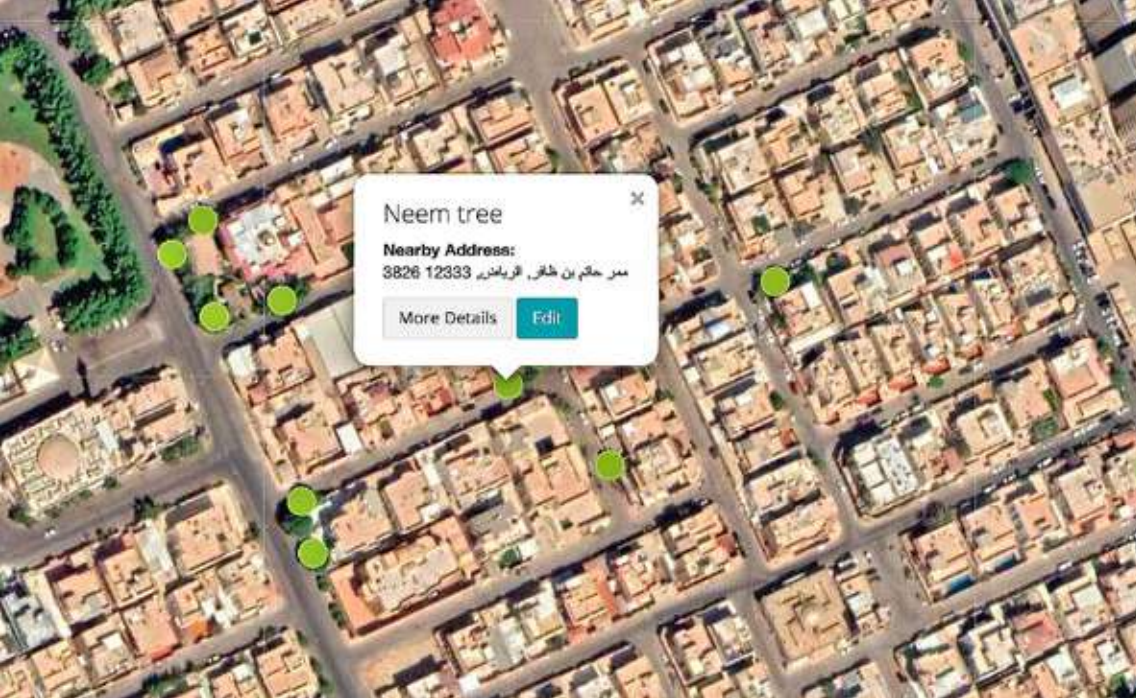 Neem tree
Nearby Address:
ممر حاتم بن ظافر, الرياض, 12333 3826
More Details
Edit